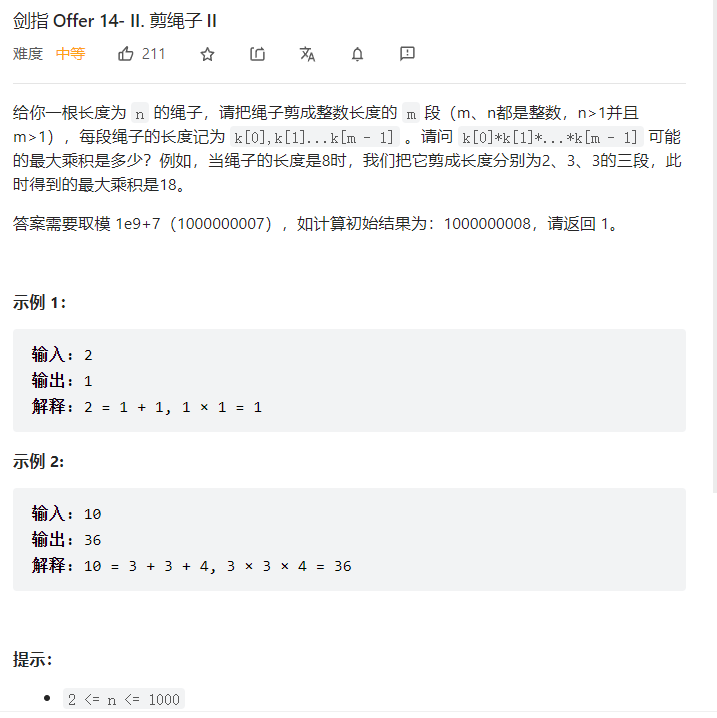 剑指 Offer 14- II. 剪绳子 II
难度 中等 211
给你一根长度为 n 的绳子，请把绳子剪成整数长度的 m 段（m、n都是整数，n>1并且
m>1），每段绳子的长度记为 k[0],k[1]...k[m - 1] 。请问 k[0]*k[1]*...*k[m - 1] 可能
的最大乘积是多少？例如，当绳子的长度是8时，我们把它剪成长度分别为2、3、3的三段，此
时得到的最大乘积是18。
答案需要取模 1e9+7（1000000007），如计算初始结果为：1000000008，请返回 1。
示例 1：
输入：2
输出：1
解释：2 = 1 + 1, 1 × 1 = 1
示例 2:
输入：10
输出：36
解释：10 = 3 + 3 + 4, 3 × 3 × 4 = 36
提示：
2 <= n <= 1000